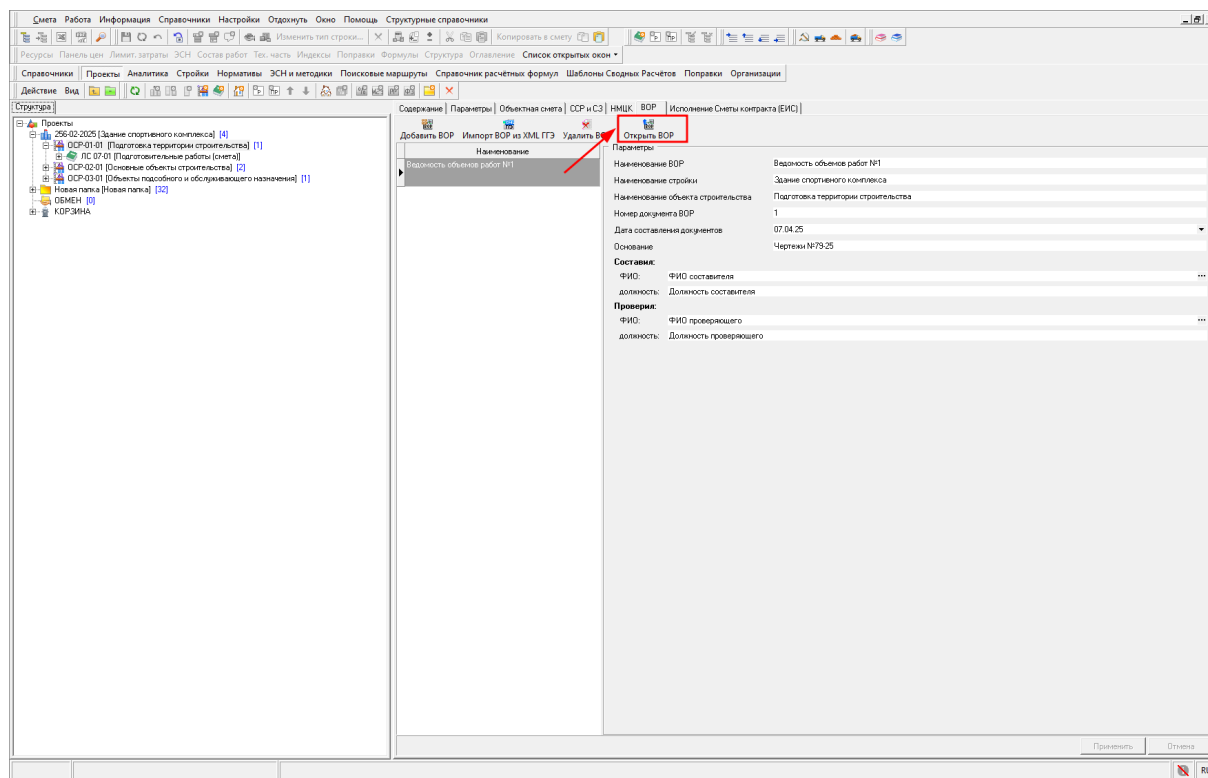 Смета Работа Информация Справочники Настройки Отдохнуть Окно Помощь Структурные справочники
Изменить тип строки... Копировать в смету
Ресурсы Панель цен Лимит. затраты ЭСН Состав работ Тех. часть Индексы Поправки Формулы Структура Оглавление Список открытых окон
Справочники Проекты Аналитика Стройки Нормативы ЭСН и методики Поисковые маршруты Справочник расчётных формул Шаблоны Сводных Расчётов Поправки Организации
Действие Вид
Структура
Проекты
256-02-2025 [Здание спортивного комплекса] [4]
ОСР-01-01 [Подготовка территории строительства] [1]
ЛС 07-01 [Подготовительные работы (смета)]
ОСР-02-01 [Основные объекты строительства] [2]
ОСР-03-01 [Объекты подсобного и обслуживающего назначения] [1]
Новая папка [Новая папка] [32]
ОБМЕН [0]
КОРЗИНА
Содержание Параметры Объектная смета ССР и СЗ НМЦК ВОР Исполнение Сметы контракта (ЕИС)
Добавить ВОР Импорт ВОР из XML ГГЭ Удалить В Открыть ВОР
Наименование
Ведомость объемов работ №1
Параметры
Наименование ВОР Ведомость объемов работ №1
Наименование стройки Здание спортивного комплекса
Наименование объекта строительства Подготовка территории строительства
Номер документа ВОР 1
Дата составления документов 07.04.25
Основание Чертежи №79-25
Составил:
ФИО: ФИО составителя ...
должность: Должность составителя
Проверил:
ФИО: ФИО проверяющего ...
должность: Должность проверяющего
Применить Отмена